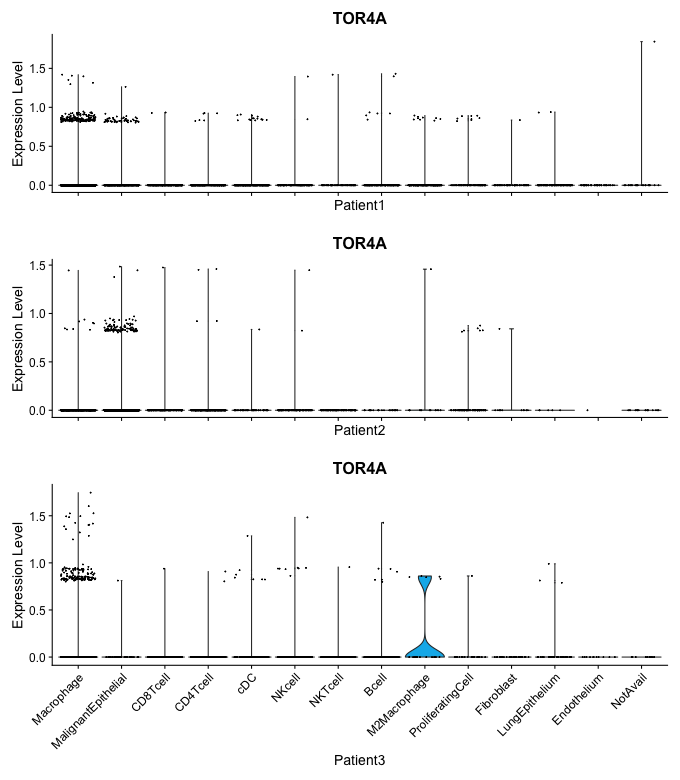 TOR4A
Expression Level
1.5
1.0
0.5
0.0
Patient1
TOR4A
Expression Level
1.5
1.0
0.5
0.0
Patient2
TOR4A
Expression Level
1.5
1.0
0.5
0.0
Macrophage
MalignantEpithelial
CD8Tcell
CD4Tcell
cDC
NKcell
NKTcell
Bcell
M2Macrophage
ProliferatingCell
Fibroblast
LungEpithelium
Endothelium
NotAvail
Patient3